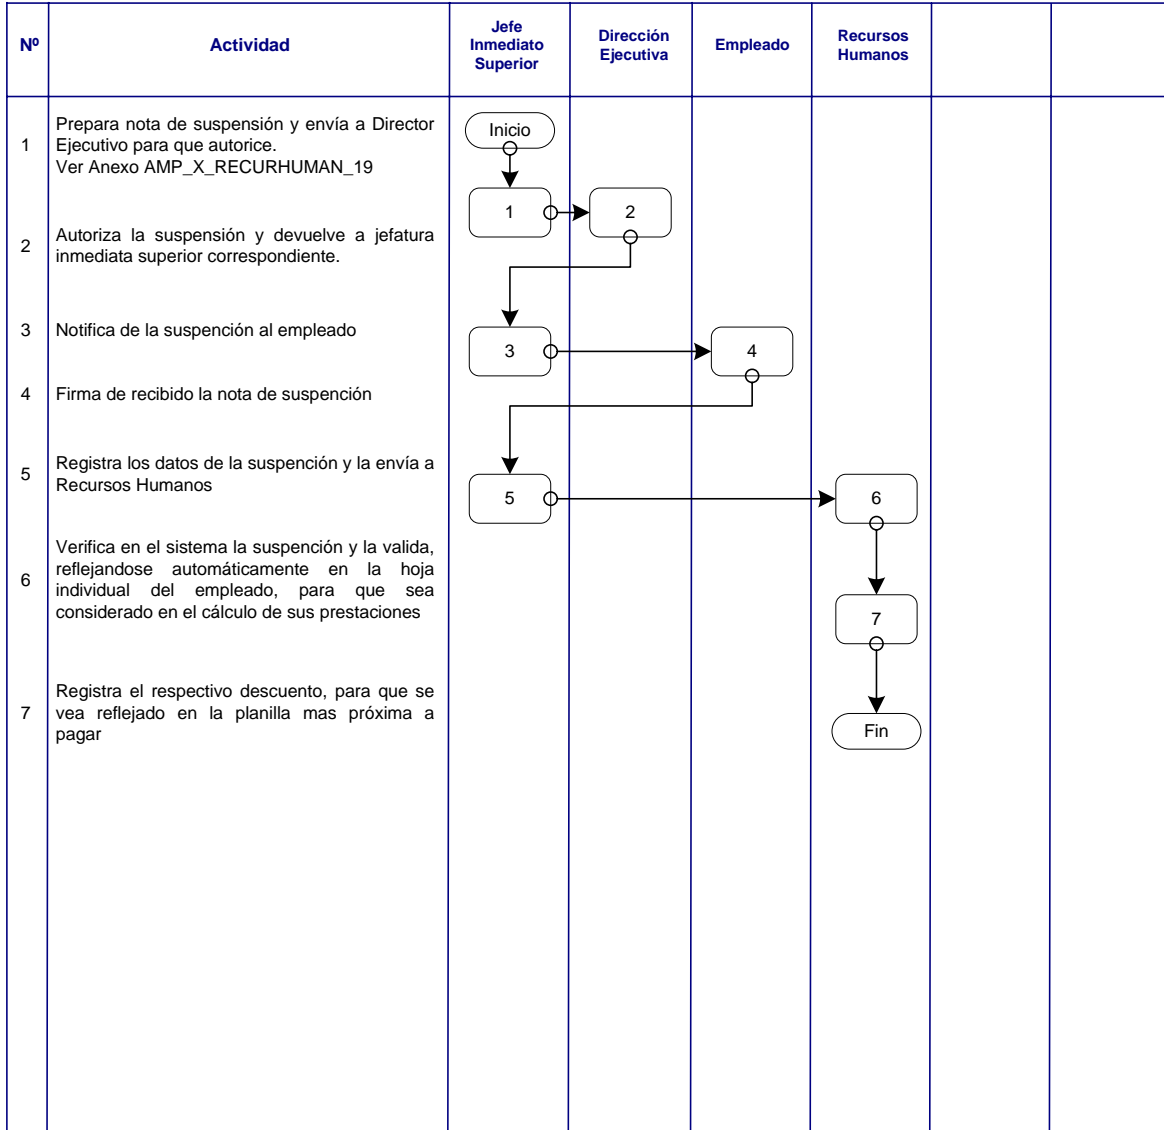 Nº
Actividad
Jefe
Inmediato
Superior
Dirección
Ejecutiva
Empleado
Recursos
Humanos
1
Prepara nota de suspensión y envía a Director
Ejecutivo para que autorice.
Ver Anexo AMP_X_RECURHUMAN_19
2
Autoriza la suspensión y devuelve a jefatura
inmediata superior correspondiente.
3
Notifica de la suspención al empleado
4
Firma de recibido la nota de suspención
5
Registra los datos de la suspención y la envía a
Recursos Humanos
6
Verifica en el sistema la suspención y la valida,
reflejandose automáticamente en la hoja
individual del empleado, para que sea
considerado en el cálculo de sus prestaciones
7
Registra el respectivo descuento, para que se
vea reflejado en la planilla mas próxima a
pagar
Inicio
1
2
3
4
5
6
7
Fin